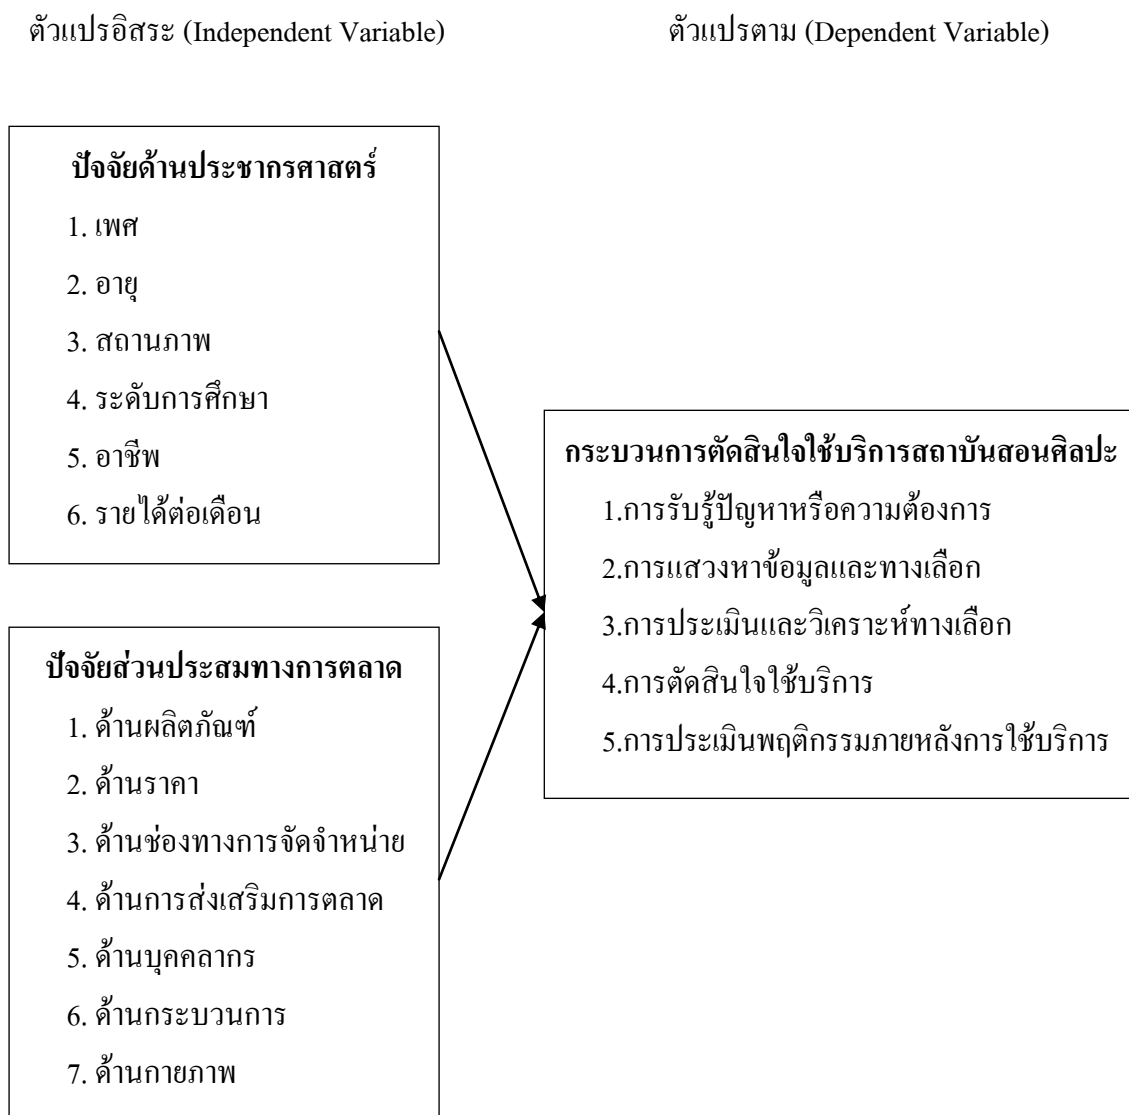 ตัวแปรอิสระ (Independent Variable)
ตัวแปรตาม (Dependent Variable)
ปัจจัยด้านประชากรศาสตร์
1. เพศ
2. อายุ
3. สถานภาพ
4. ระดับการศึกษา
5. อาชีพ
6. รายได้ต่อเดือน
ปัจจัยส่วนประสมทางการตลาด
1. ด้านผลิตภัณฑ์
2. ด้านราคา
3. ด้านช่องทางการจัดจำหน่าย
4. ด้านการส่งเสริมการตลาด
5. ด้านบุคคลากร
6. ด้านกระบวนการ
7. ด้านกายภาพ
กระบวนการตัดสินใจใช้บริการสถาบันสอนศิลปะ
1.การรับรู้ปัญหาหรือความต้องการ
2.การแสวงหาข้อมูลและทางเลือก
3.การประเมินและวิเคราะห์ทางเลือก
4.การตัดสินใจใช้บริการ
5.การประเมินพฤติกรรมภายหลังการใช้บริการ